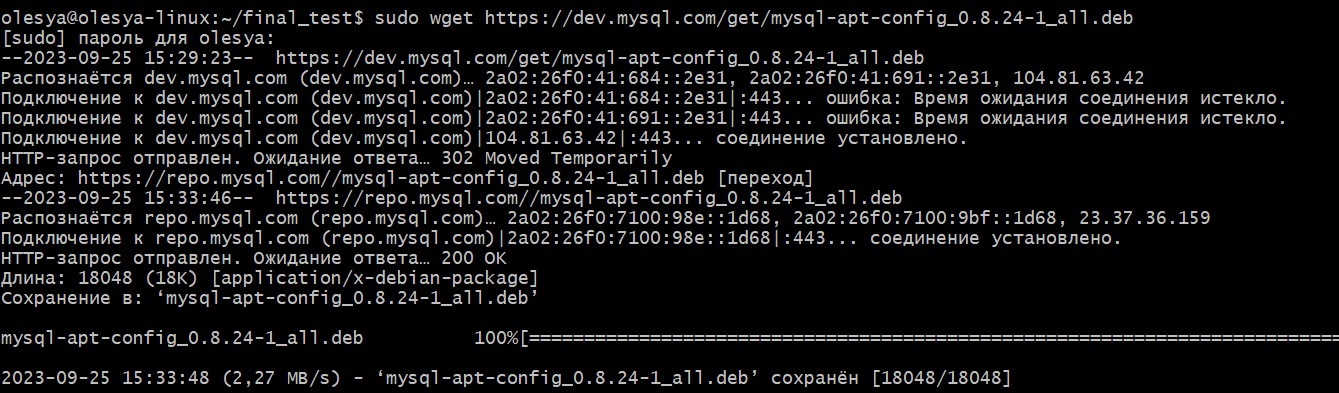 olesya@olesya-linux:~/final_test$ sudo wget https://dev.mysql.com/get/mysql-apt-config_0.8.24-1_all.deb
[sudo] пароль для olesya:
--2023-09-25 15:29:23--  https://dev.mysql.com/get/mysql-apt-config_0.8.24-1_all.deb
Распознаётся dev.mysql.com (dev.mysql.com)… 2a02:26f0:41:684::2e31, 2a02:26f0:41:691::2e31, 104.81.63.42
Подключение к dev.mysql.com (dev.mysql.com)|2a02:26f0:41:684::2e31|:443... ошибка: Время ожидания соединения истекло.
Подключение к dev.mysql.com (dev.mysql.com)|2a02:26f0:41:691::2e31|:443... ошибка: Время ожидания соединения истекло.
Подключение к dev.mysql.com (dev.mysql.com)|104.81.63.42|:443... соединение установлено.
HTTP-запрос отправлен. Ожидание ответа… 302 Moved Temporarily
Адрес: https://repo.mysql.com//mysql-apt-config_0.8.24-1_all.deb [переход]
--2023-09-25 15:33:46--  https://repo.mysql.com//mysql-apt-config_0.8.24-1_all.deb
Распознаётся repo.mysql.com (repo.mysql.com)… 2a02:26f0:7100:98e::1d68, 2a02:26f0:7100:9bf::1d68, 23.37.36.159
Подключение к repo.mysql.com (repo.mysql.com)|2a02:26f0:7100:98e::1d68|:443... соединение установлено.
HTTP-запрос отправлен. Ожидание ответа… 200 OK
Длина: 18048 (18K) [application/x-debian-package]
Сохранение в: ‘mysql-apt-config_0.8.24-1_all.deb’
mysql-apt-config_0.8.24-1_all.deb          100%[==========================================================================
2023-09-25 15:33:48 (2,27 MB/s) - ‘mysql-apt-config_0.8.24-1_all.deb’ сохранён [18048/18048]